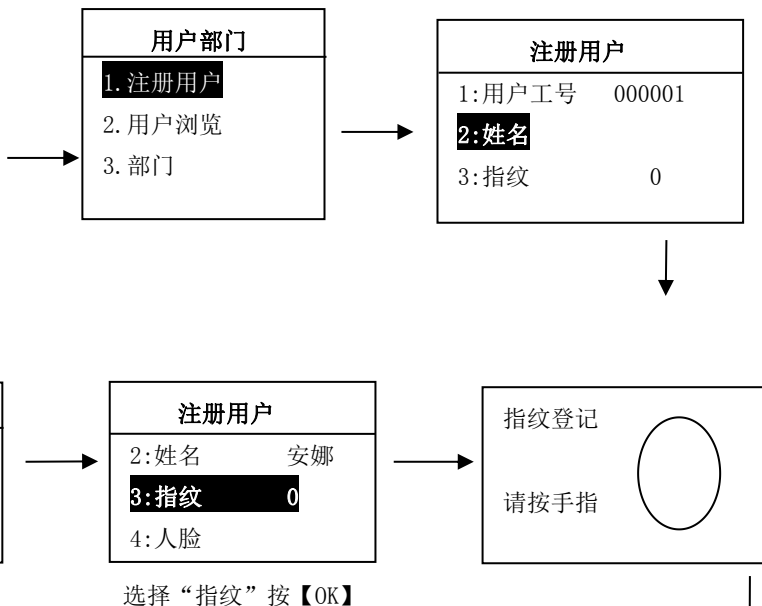 用户部门
1.注册用户
2.用户浏览
3.部门
注册用户
1:用户工号 000001
2:姓名
3:指纹 0
注册用户
2:姓名 安娜
3:指纹 0
4:人脸
选择“指纹”按【OK】
指纹登记
请按手指